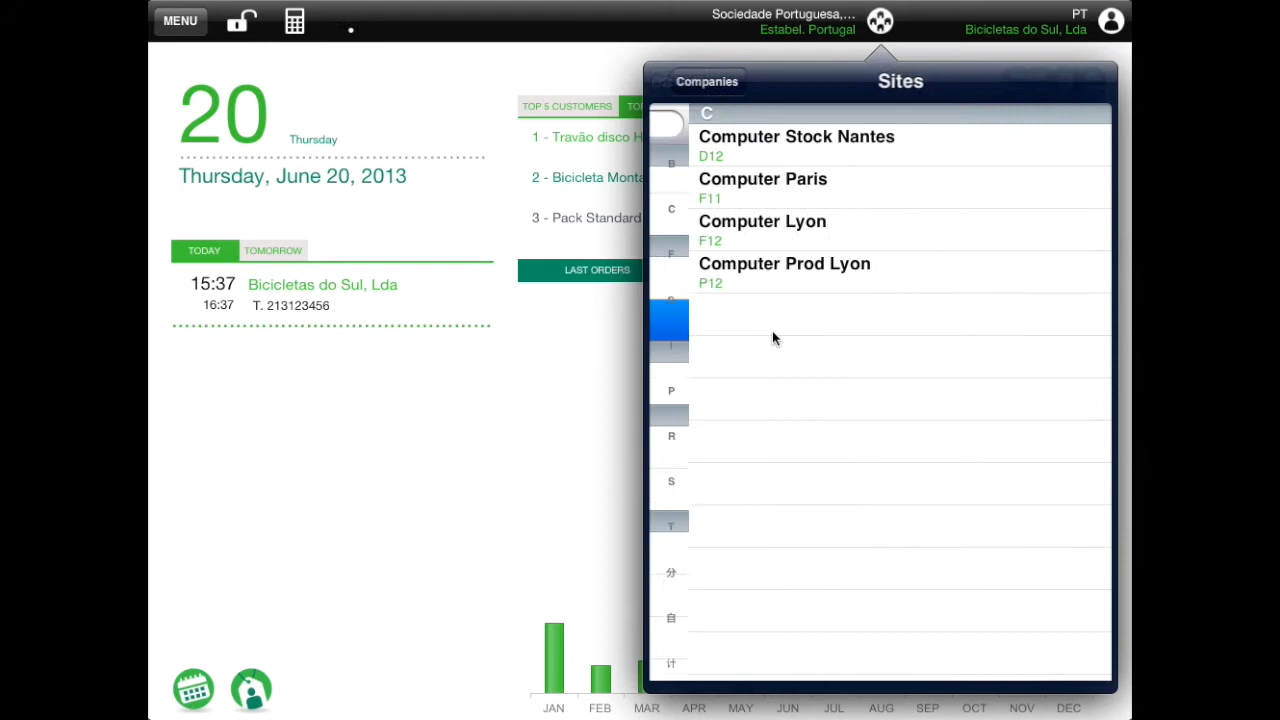 MENU
Sociedade Portuguesa,...
Estabel. Portugal
PT
Bicicletas do Sul, Lda
20
Thursday
Thursday, June 20, 2013
TODAY
TOMORROW
15:37 Bicicletas do Sul, Lda
16:37 T. 213123456
TOP 5 CUSTOMERS
1 - Travão disco
2 - Bicicleta
3 - Pack Standard
LAST ORDERS
Companies
Sites
C
Computer Stock Nantes
D12
Computer Paris
F11
Computer Lyon
F12
Computer Prod Lyon
P12
B
C
F
I
P
R
S
T
分
自
计
JAN FEB MAR APR MAY JUN JUL AUG SEP OCT NOV DEC